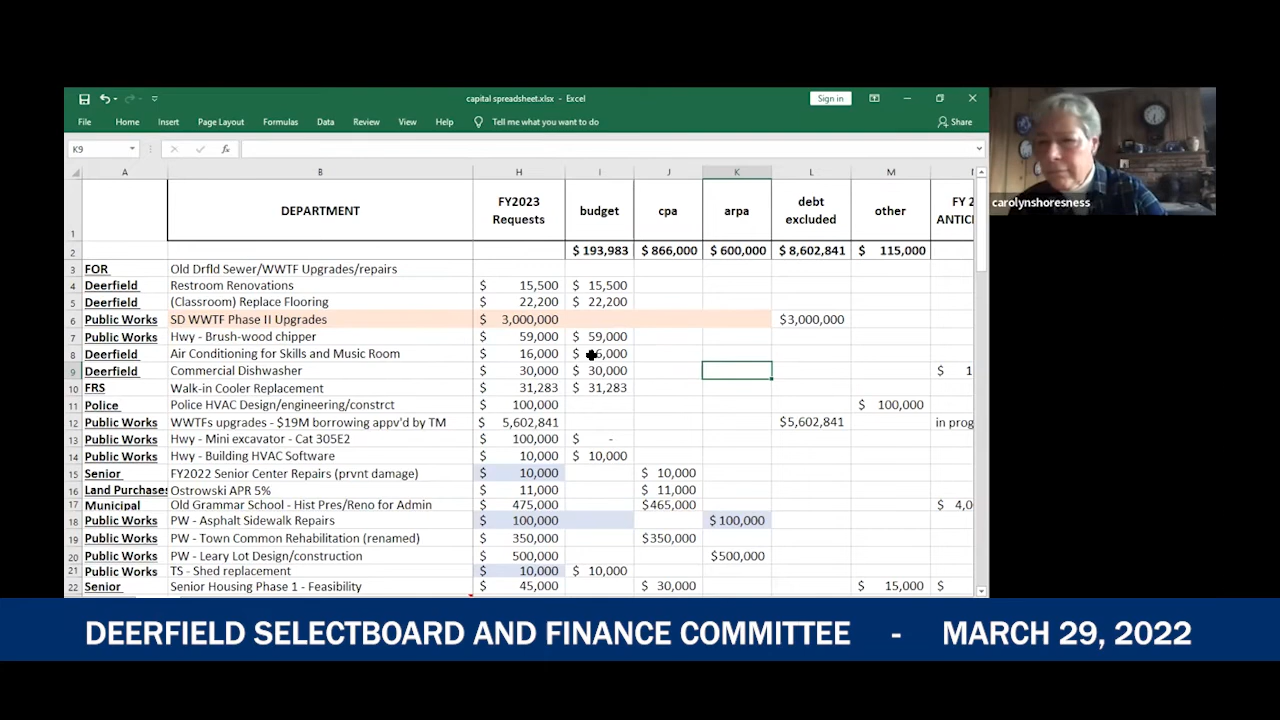 capital spreadsheet.xlsx - Excel
Sign in
File Home Insert Page Layout Formulas Data Review View Help Tell me what you want to do Share
K9 fx
A B H I J K L M
1 DEPARTMENT FY2023 Requests budget cpa arpa debt excluded other FY ANTICI
2 $ 193,983 $ 866,000 $ 600,000 $ 8,602,841 $ 115,000
3 FOR Old Drfld Sewer/WWTF Upgrades/repairs
4 Deerfield Restroom Renovations $ 15,500 $ 15,500
5 Deerfield (Classroom) Replace Flooring $ 22,200 $ 22,200
6 Public Works SD WWTF Phase II Upgrades $ 3,000,000 $3,000,000
7 Public Works Hwy - Brush-wood chipper $ 59,000 $ 59,000
8 Deerfield Air Conditioning for Skills and Music Room $ 16,000 $ 6,000
9 Deerfield Commercial Dishwasher $ 30,000 $ 30,000 $ 1
10 FRS Walk-in Cooler Replacement $ 31,283 $ 31,283
11 Police Police HVAC Design/engineering/constrct $ 100,000 $ 100,000
12 Public Works WWTFs upgrades - $19M borrowing appv'd by TM $ 5,602,841 $5,602,841 in prog
13 Public Works Hwy - Mini excavator - Cat 305E2 $ 100,000 $ -
14 Public Works Hwy - Building HVAC Software $ 10,000 $ 10,000
15 Senior FY2022 Senior Center Repairs (prvnt damage) $ 10,000 $ 10,000
16 Land Purchases Ostrowski APR 5% $ 11,000 $ 11,000
17 Municipal Old Grammar School - Hist Pres/Reno for Admin $ 475,000 $465,000 $ 4,0
18 Public Works PW - Asphalt Sidewalk Repairs $ 100,000 $ 100,000
19 Public Works PW - Town Common Rehabilitation (renamed) $ 350,000 $350,000
20 Public Works PW - Leary Lot Design/construction $ 500,000 $500,000
21 Public Works TS - Shed replacement $ 10,000 $ 10,000
22 Senior Senior Housing Phase 1 - Feasibility $ 45,000 $ 30,000 $ 15,000 $
carolynshoresness
DEERFIELD SELECTBOARD AND FINANCE COMMITTEE - MARCH 29, 2022